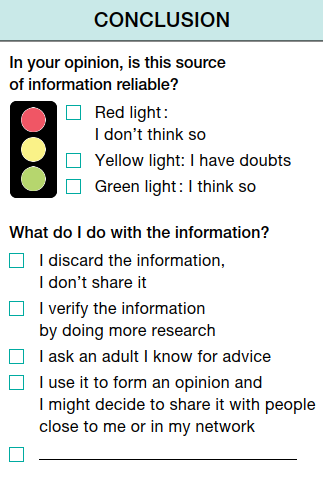 CONCLUSION
In your opinion, is this source
of information reliable?
Red light:
I don't think so
Yellow light: I have doubts
Green light: I think so
What do I do with the information?
I discard the information,
I don't share it
I verify the information
by doing more research
I ask an adult I know for advice
I use it to form an opinion and
I might decide to share it with people
close to me or in my network